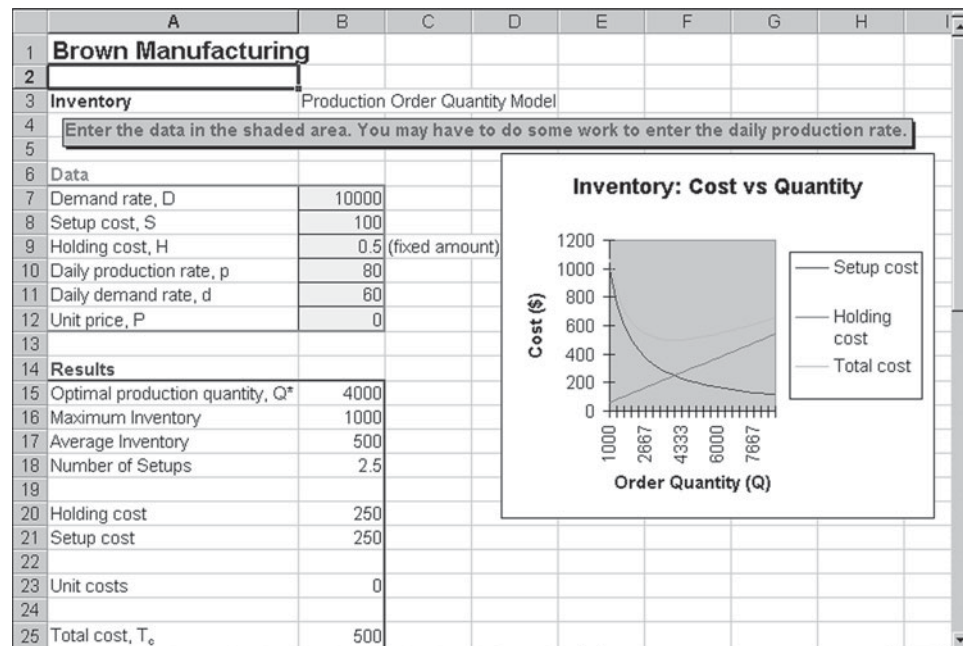 A B C D E F G H I
1 Brown Manufacturing
2
3 Inventory Production Order Quantity Model
4 Enter the data in the shaded area. You may have to do some work to enter the daily production rate.
5
6 Data
7 Demand rate, D 10000
8 Setup cost, S 100
9 Holding cost, H 0.5 (fixed amount)
10 Daily production rate, p 80
11 Daily demand rate, d 60
12 Unit price, P 0
13
14 Results
15 Optimal production quantity, Q* 4000
16 Maximum Inventory 1000
17 Average Inventory 500
18 Number of Setups 2.5
19
20 Holding cost 250
21 Setup cost 250
22
23 Unit costs 0
24
25 Total cost, Tc 500
Inventory: Cost vs Quantity
Cost ($)
1200
1000
800
600
400
200
0
1000 2667 4333 6000 7667
Order Quantity (Q)
Setup cost
Holding
cost
Total cost